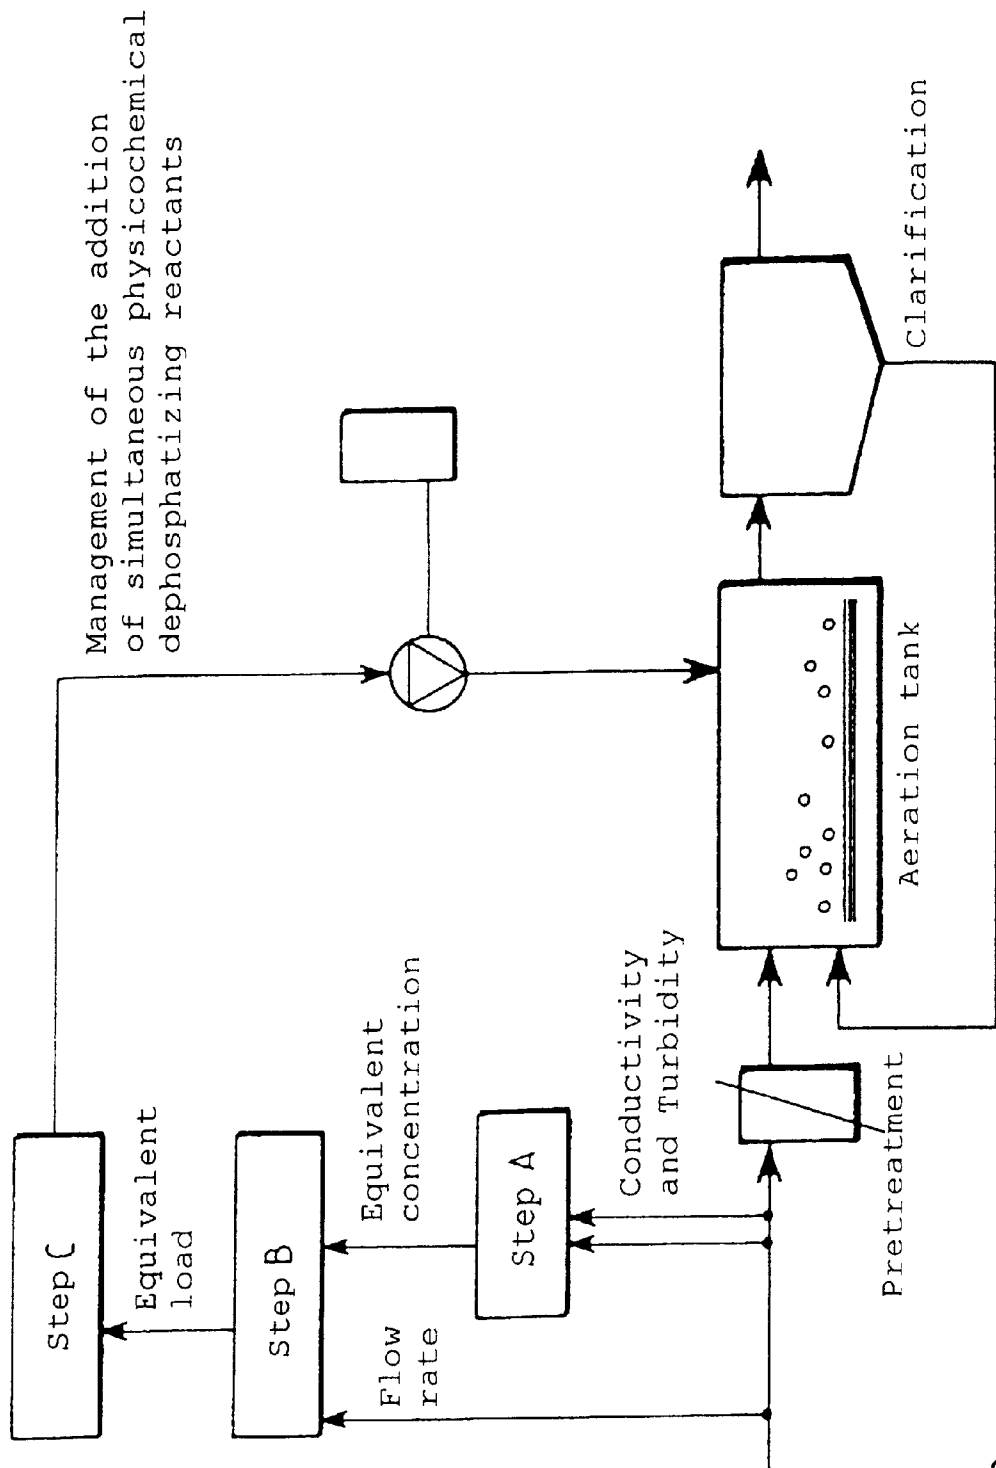 Management of the addition
of simultaneous physicochemical
dephosphatizing reactants
Step C
Equivalent
load
Step B
Equivalent
concentration
Flow
rate
Step A
Conductivity
and Turbidity
Pretreatment
Aeration tank
Clarification